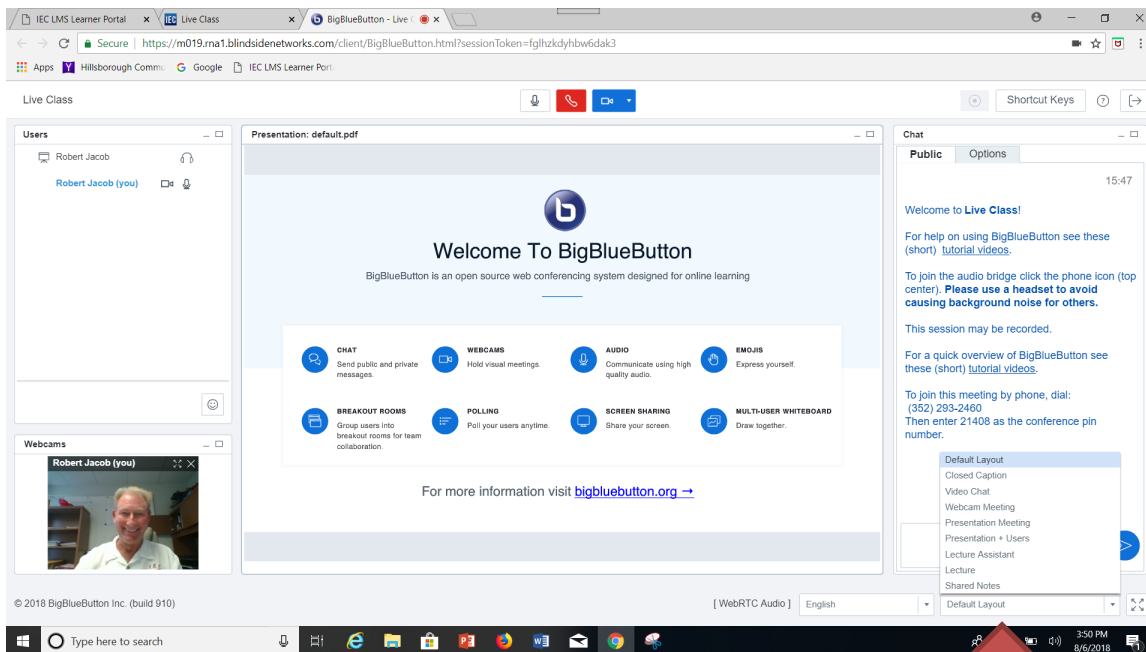 IEC LMS Learner Portal
IEC Live Class
BigBlueButton - Live C
Secure | https://m019.rna1.blindsidenetworks.com/client/BigBlueButton.html?sessionToken=fglhzkdyhbw6dak3
Apps Hillsborough Commu Google IEC LMS Learner Port
Live Class
Shortcut Keys
Users
Robert Jacob
Robert Jacob (you)
Webcams
Robert Jacob (you)
Presentation: default.pdf
Welcome To BigBlueButton
BigBlueButton is an open source web conferencing system designed for online learning
CHAT
Send public and private
messages.
WEBCAMS
Hold visual meetings.
AUDIO
Communicate using high
quality audio.
EMOJIS
Express yourself.
BREAKOUT ROOMS
Group users into
breakout rooms for team
collaboration.
POLLING
Poll your users anytime.
SCREEN SHARING
Share your screen.
MULTI-USER WHITEBOARD
Draw together.
For more information visit bigbluebutton.org →
Chat
Public Options
15:47
Welcome to Live Class!
For help on using BigBlueButton see these
(short) tutorial videos.
To join the audio bridge click the phone icon (top
center). Please use a headset to avoid
causing background noise for others.
This session may be recorded.
For a quick overview of BigBlueButton see
these (short) tutorial videos.
To join this meeting by phone, dial:
(352) 293-2460
Then enter 21408 as the conference pin
number.
Default Layout
Closed Caption
Video Chat
Webcam Meeting
Presentation Meeting
Presentation + Users
Lecture Assistant
Lecture
Shared Notes
© 2018 BigBlueButton Inc. (build 910)
[ WebRTC Audio ] English Default Layout
Type here to search
3:50 PM
8/6/2018